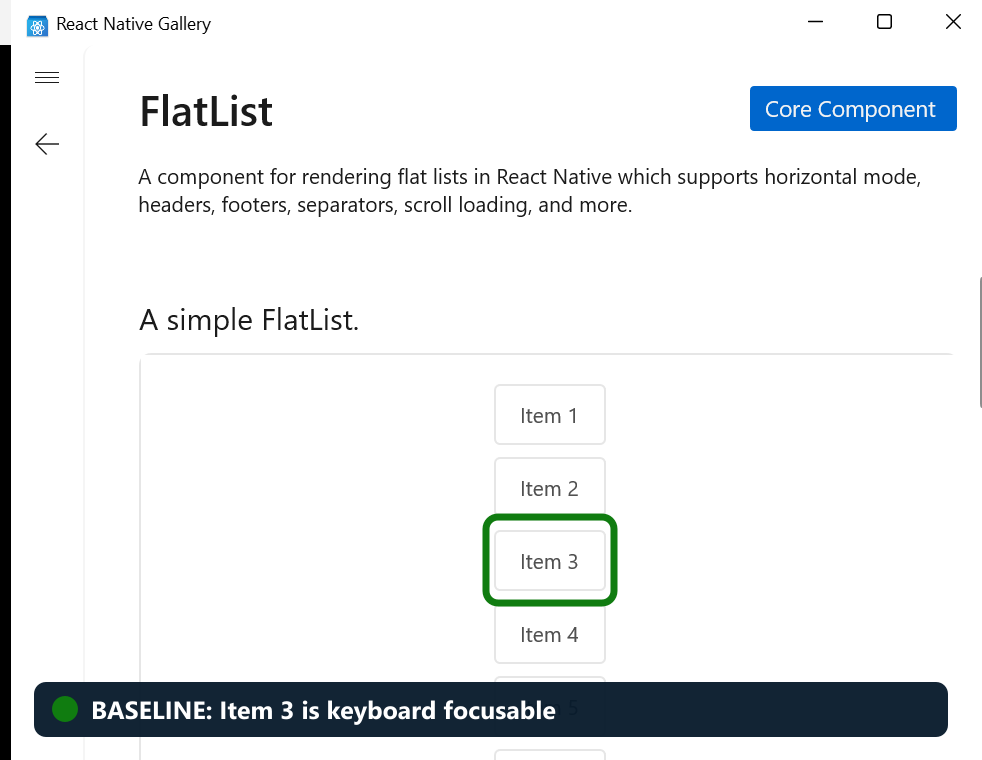 React Native Gallery
FlatList
Core Component
A component for rendering flat lists in React Native which supports horizontal mode,
headers, footers, separators, scroll loading, and more.
A simple FlatList.
Item 1
Item 2
Item 3
Item 4
BASELINE: Item 3 is keyboard focusable
5